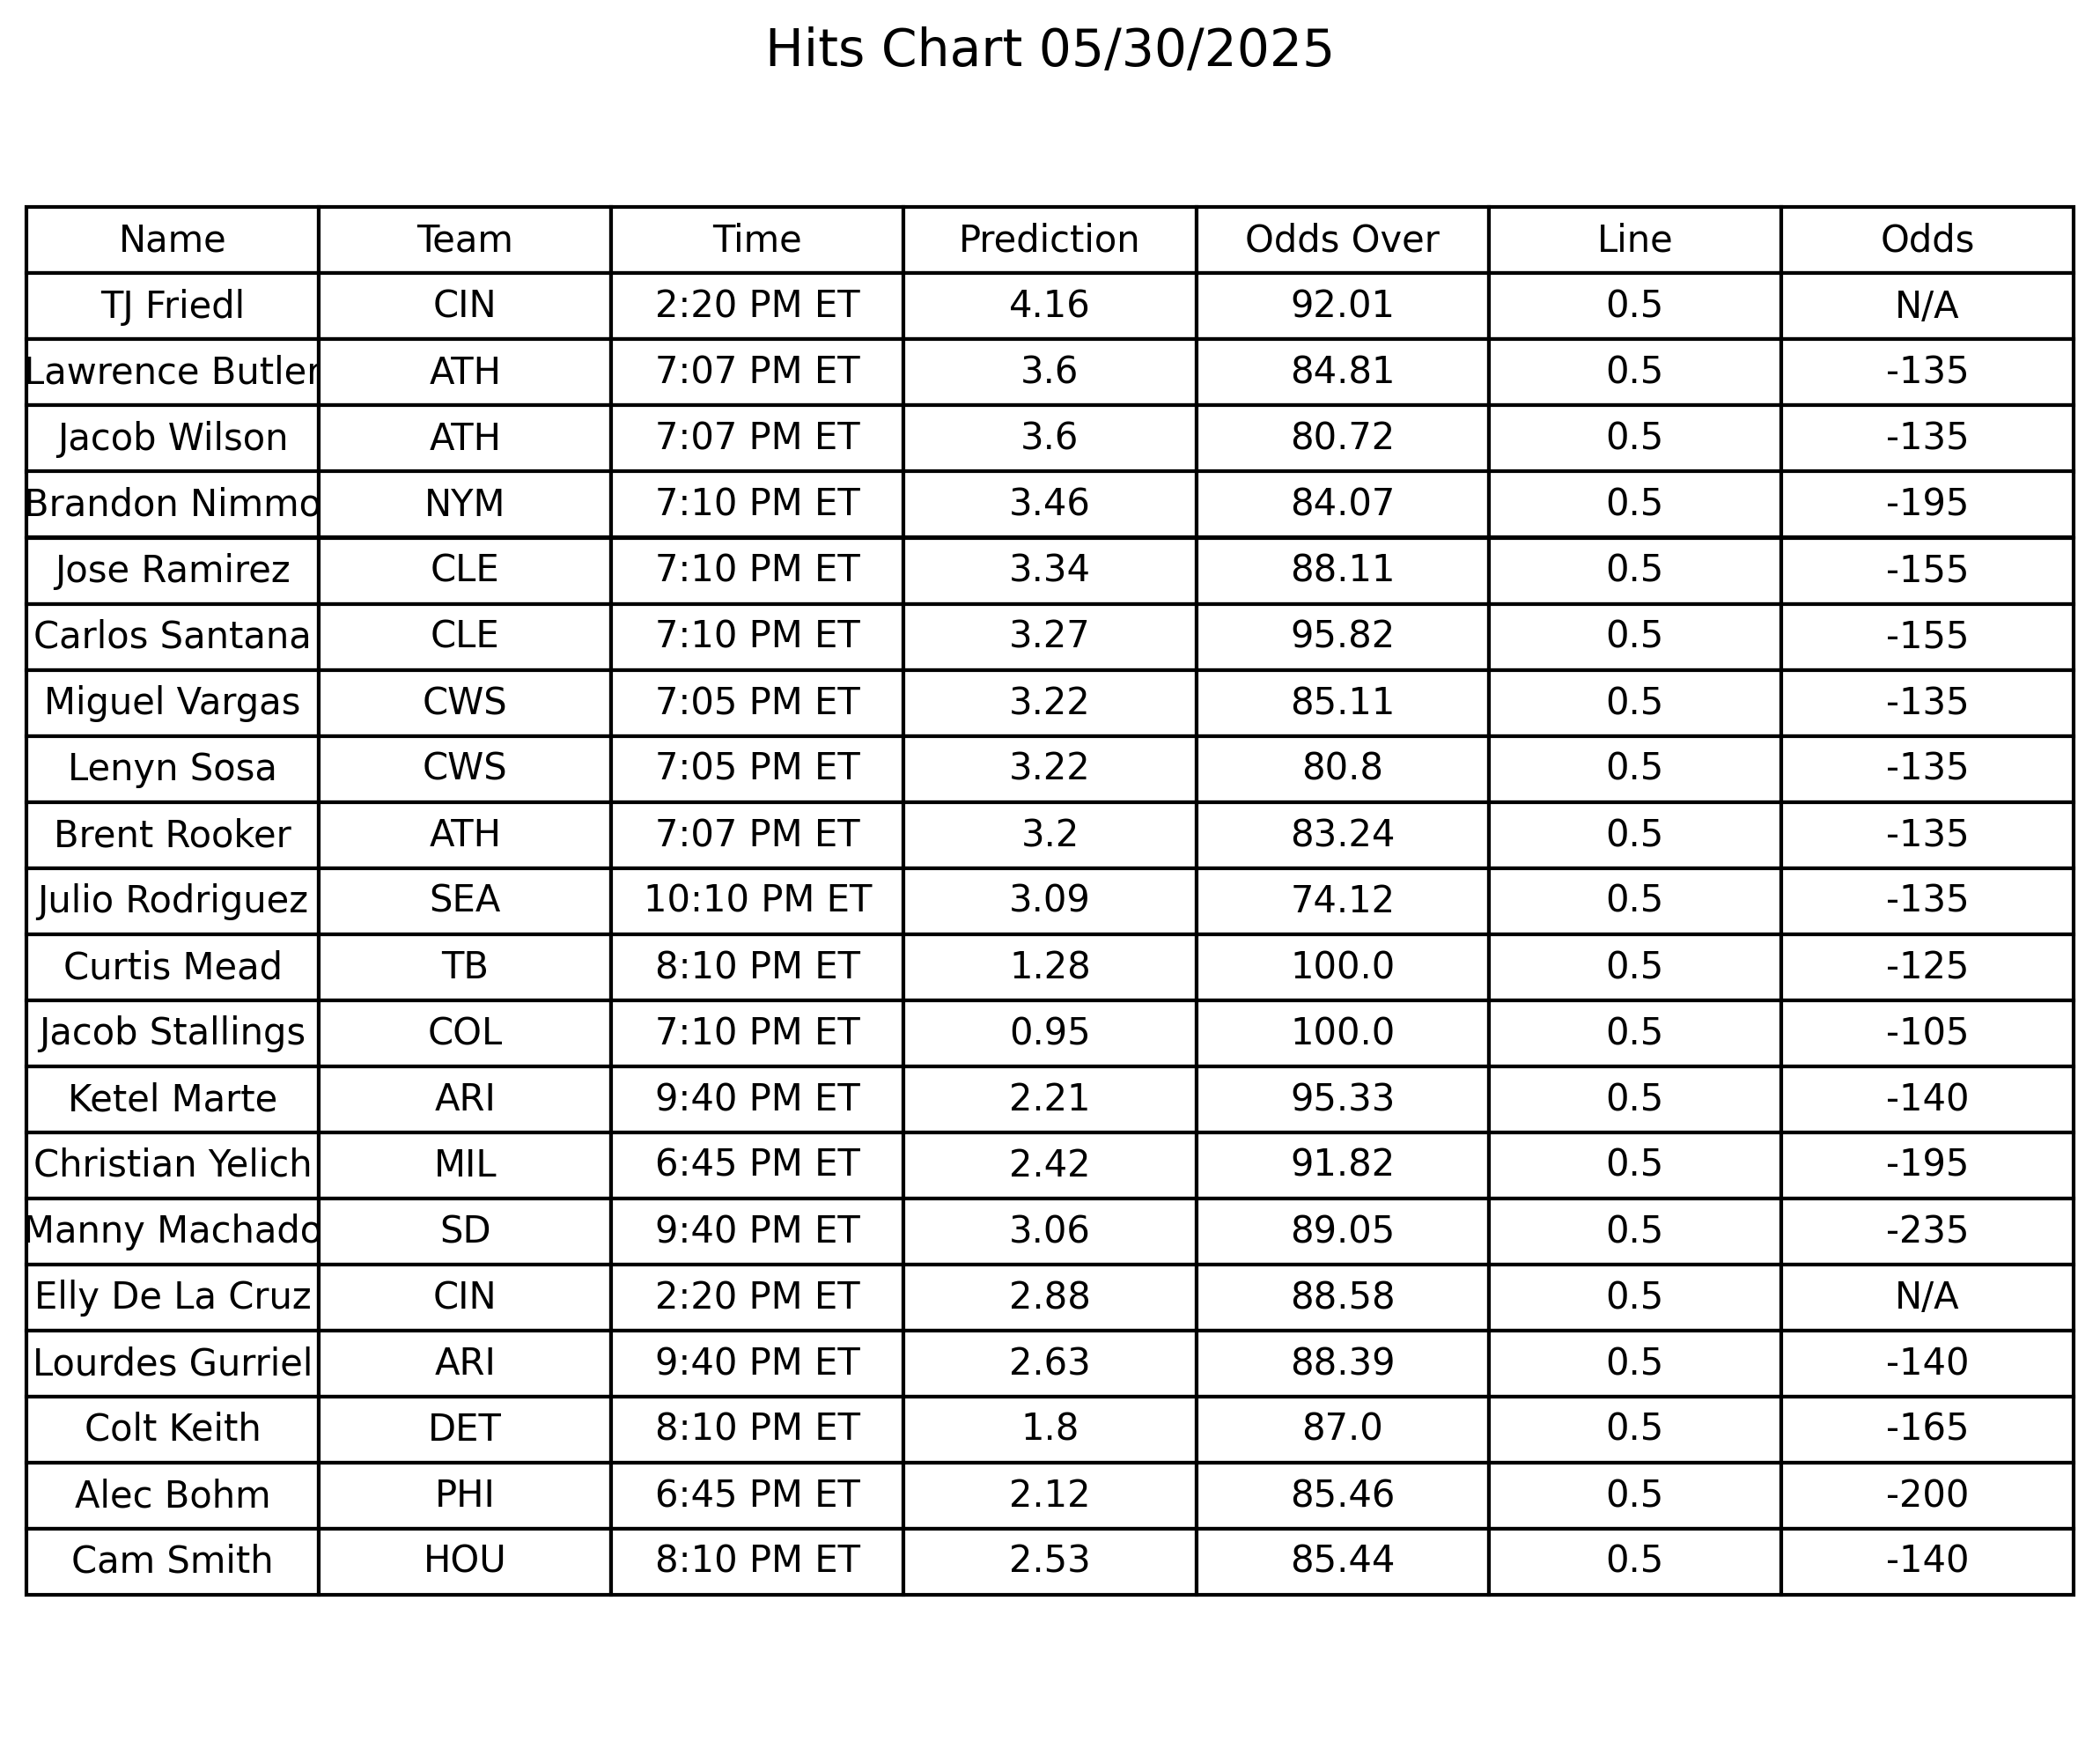 Hits Chart 05/30/2025
Name Team Time Prediction Odds Over Line Odds
TJ Friedl CIN 2:20 PM ET 4.16 92.01 0.5 N/A
Lawrence Butler ATH 7:07 PM ET 3.6 84.81 0.5 -135
Jacob Wilson ATH 7:07 PM ET 3.6 80.72 0.5 -135
Brandon Nimmo NYM 7:10 PM ET 3.46 84.07 0.5 -195
Jose Ramirez CLE 7:10 PM ET 3.34 88.11 0.5 -155
Carlos Santana CLE 7:10 PM ET 3.27 95.82 0.5 -155
Miguel Vargas CWS 7:05 PM ET 3.22 85.11 0.5 -135
Lenyn Sosa CWS 7:05 PM ET 3.22 80.8 0.5 -135
Brent Rooker ATH 7:07 PM ET 3.2 83.24 0.5 -135
Julio Rodriguez SEA 10:10 PM ET 3.09 74.12 0.5 -135
Curtis Mead TB 8:10 PM ET 1.28 100.0 0.5 -125
Jacob Stallings COL 7:10 PM ET 0.95 100.0 0.5 -105
Ketel Marte ARI 9:40 PM ET 2.21 95.33 0.5 -140
Christian Yelich MIL 6:45 PM ET 2.42 91.82 0.5 -195
Manny Machado SD 9:40 PM ET 3.06 89.05 0.5 -235
Elly De La Cruz CIN 2:20 PM ET 2.88 88.58 0.5 N/A
Lourdes Gurriel ARI 9:40 PM ET 2.63 88.39 0.5 -140
Colt Keith DET 8:10 PM ET 1.8 87.0 0.5 -165
Alec Bohm PHI 6:45 PM ET 2.12 85.46 0.5 -200
Cam Smith HOU 8:10 PM ET 2.53 85.44 0.5 -140